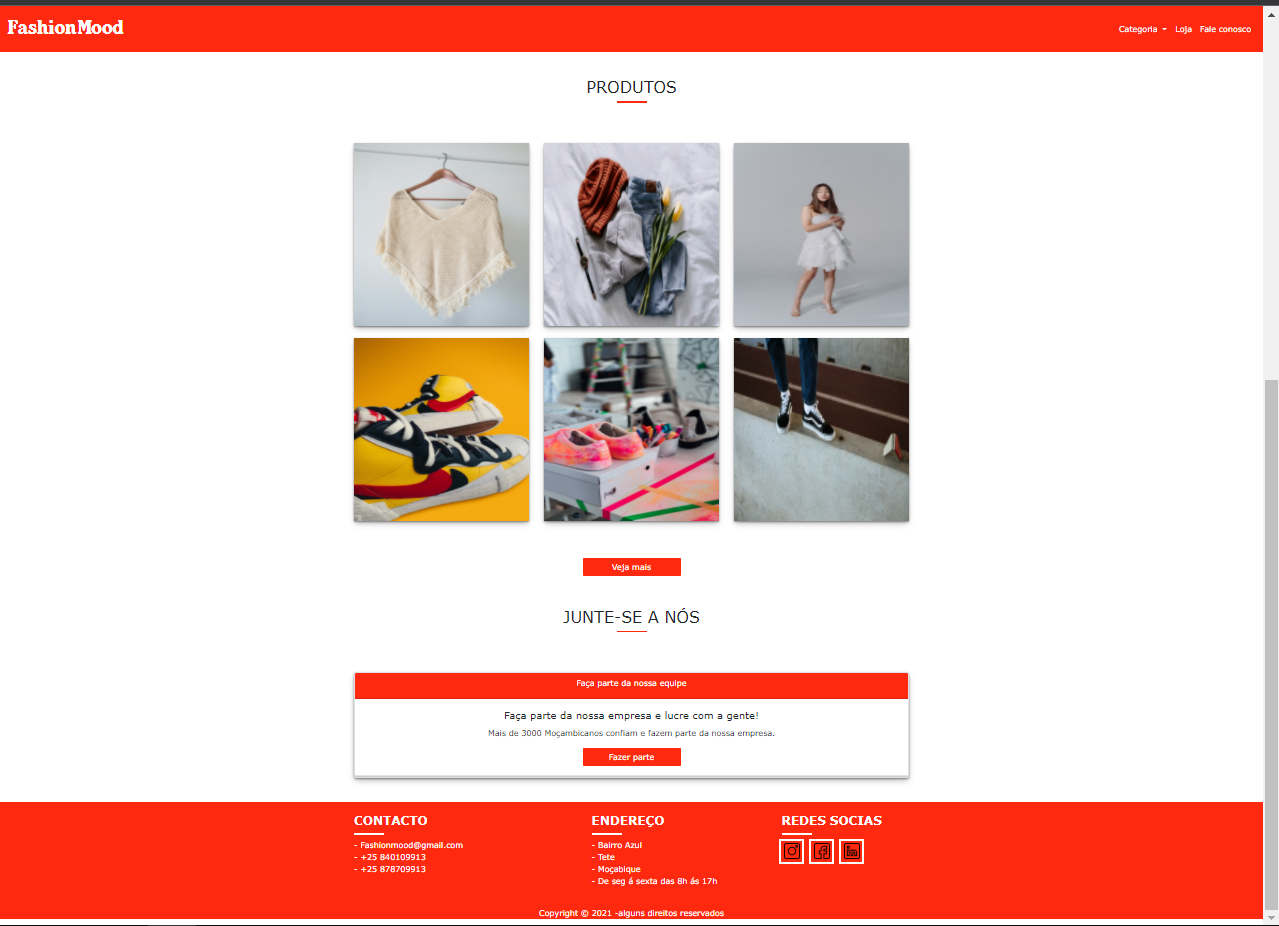 FashionMood
Categoria Loja Fale conosco
PRODUTOS
Veja mais
JUNTE-SE A NÓS
Faça parte da nossa equipe
Faça parte da nossa empresa e lucre com a gente!
Mais de 3000 Moçambicanos confiam e fazem parte da nossa empresa.
Fazer parte
CONTACTO
- Fashionmood@gmail.com
- +25 840109913
- +25 878709913
ENDEREÇO
- Bairro Azul
- Tete
- Moçabique
- De seg á sexta das 8h ás 17h
REDES SOCIAS
Copyright © 2021 -alguns direitos reservados